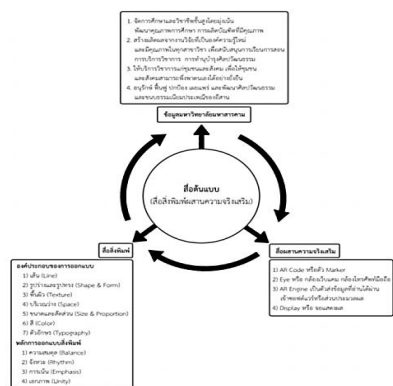 1. จัดการศึกษาและวิชาชีพชั้นสูงโดยมุ่งเน้น
พัฒนาคุณภาพการศึกษา การผลิตบัณฑิตที่มีคุณภาพ
2. สร้างผลิตผลจากงานวิจัยที่เป็นองค์ความรู้ใหม่
และมีคุณภาพในทุกสาขาวิชา เพื่อสนับสนุนการเรียนการสอน
การบริการวิชาการ การทำนุบำรุงศิลปวัฒนธรรม
3. ให้บริการวิชาการแก่ชุมชนและสังคม เพื่อให้ชุมชน
และสังคมสามารถพึ่งพาตนเองได้อย่างยั่งยืน
4. อนุรักษ์ ฟื้นฟู ปกป้อง เผยแพร่ และพัฒนาศิลปวัฒนธรรม
และขนบธรรมเนียมประเพณีของอีสาน
ข้อมูลมหาวิทยาลัยมหาสารคาม
สื่อต้นแบบ
(สื่อสิ่งพิมพ์ผสานความจริงเสริม)
สื่อสิ่งพิมพ์
องค์ประกอบของการออกแบบ
1) เส้น (Line)
2) รูปร่างและรูปทรง (Shape & Form)
3) พื้นผิว (Texture)
4) บริเวณว่าง (Space)
5) ขนาดและสัดส่วน (Size & Proportion)
6) สี (Color)
7) ตัวอักษร (Typography)
หลักการออกแบบสิ่งพิมพ์
1) ความสมดุล (Balance)
2) จังหวะ (Rhythm)
3) การเน้น (Emphasis)
4) เอกภาพ (Unity)
สื่อผสานความจริงเสริม
1) AR Code หรือตัว Marker
2) Eye หรือ กล้องเว็บแคม กล้องโทรศัพท์มือถือ
3) AR Engine เป็นตัวส่งข้อมูลที่อ่านได้ผ่าน
เข้าซอฟต์แวร์หรือส่วนประมวลผล
4) Display หรือ จอแสดงผล